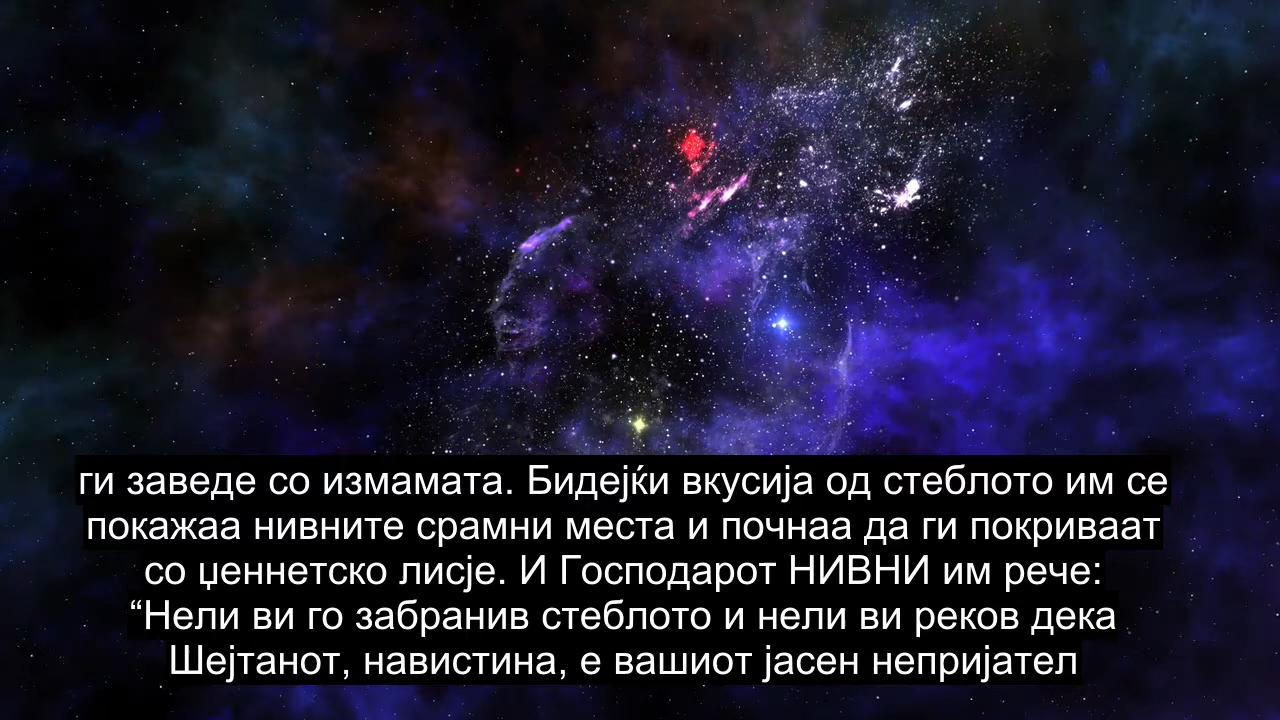 ги заведе со измамата. Бидејќи вкусија од стеблото им се
покажаа нивните срамни места и почнаа да ги покриваат
со џеннетско лисје. И Господарот НИВНИ им рече:
“Нели ви го забранив стеблото и нели ви реков дека
Шејтанот, навистина, е вашиот јасен непријател